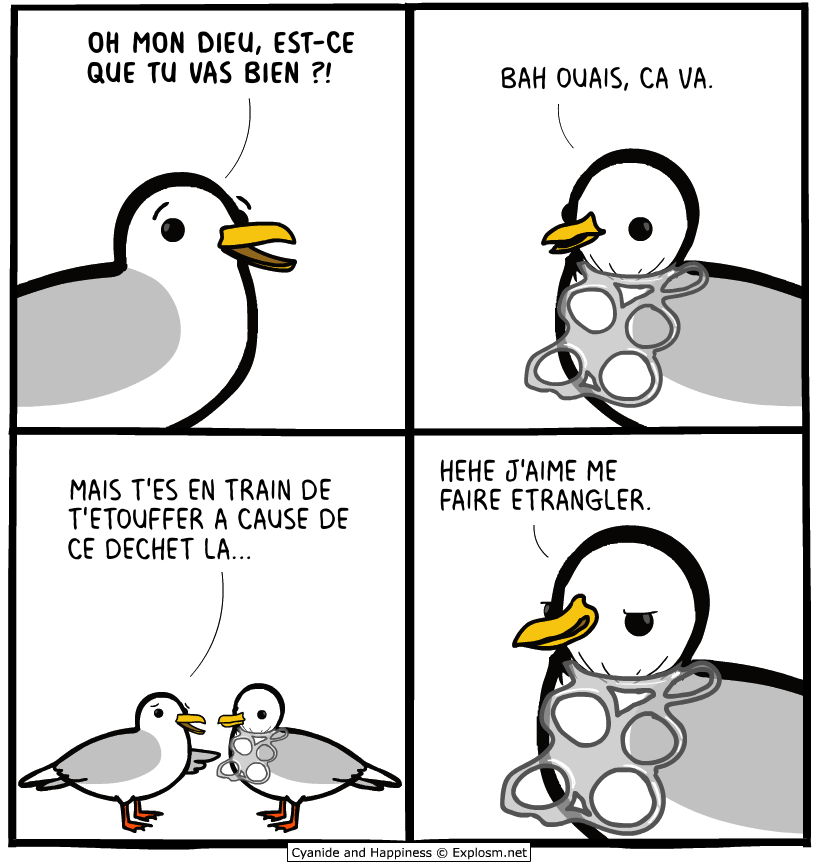 OH MON DIEU, EST-CE
QUE TU VAS BIEN ?!
BAH OUAIS, CA VA.
MAIS T'ES EN TRAIN DE
T'ETOUFFER A CAUSE DE
CE DECHET LA...
HEHE J'AIME ME
FAIRE ETRANGLER.
Cyanide and Happiness © Explosm.net